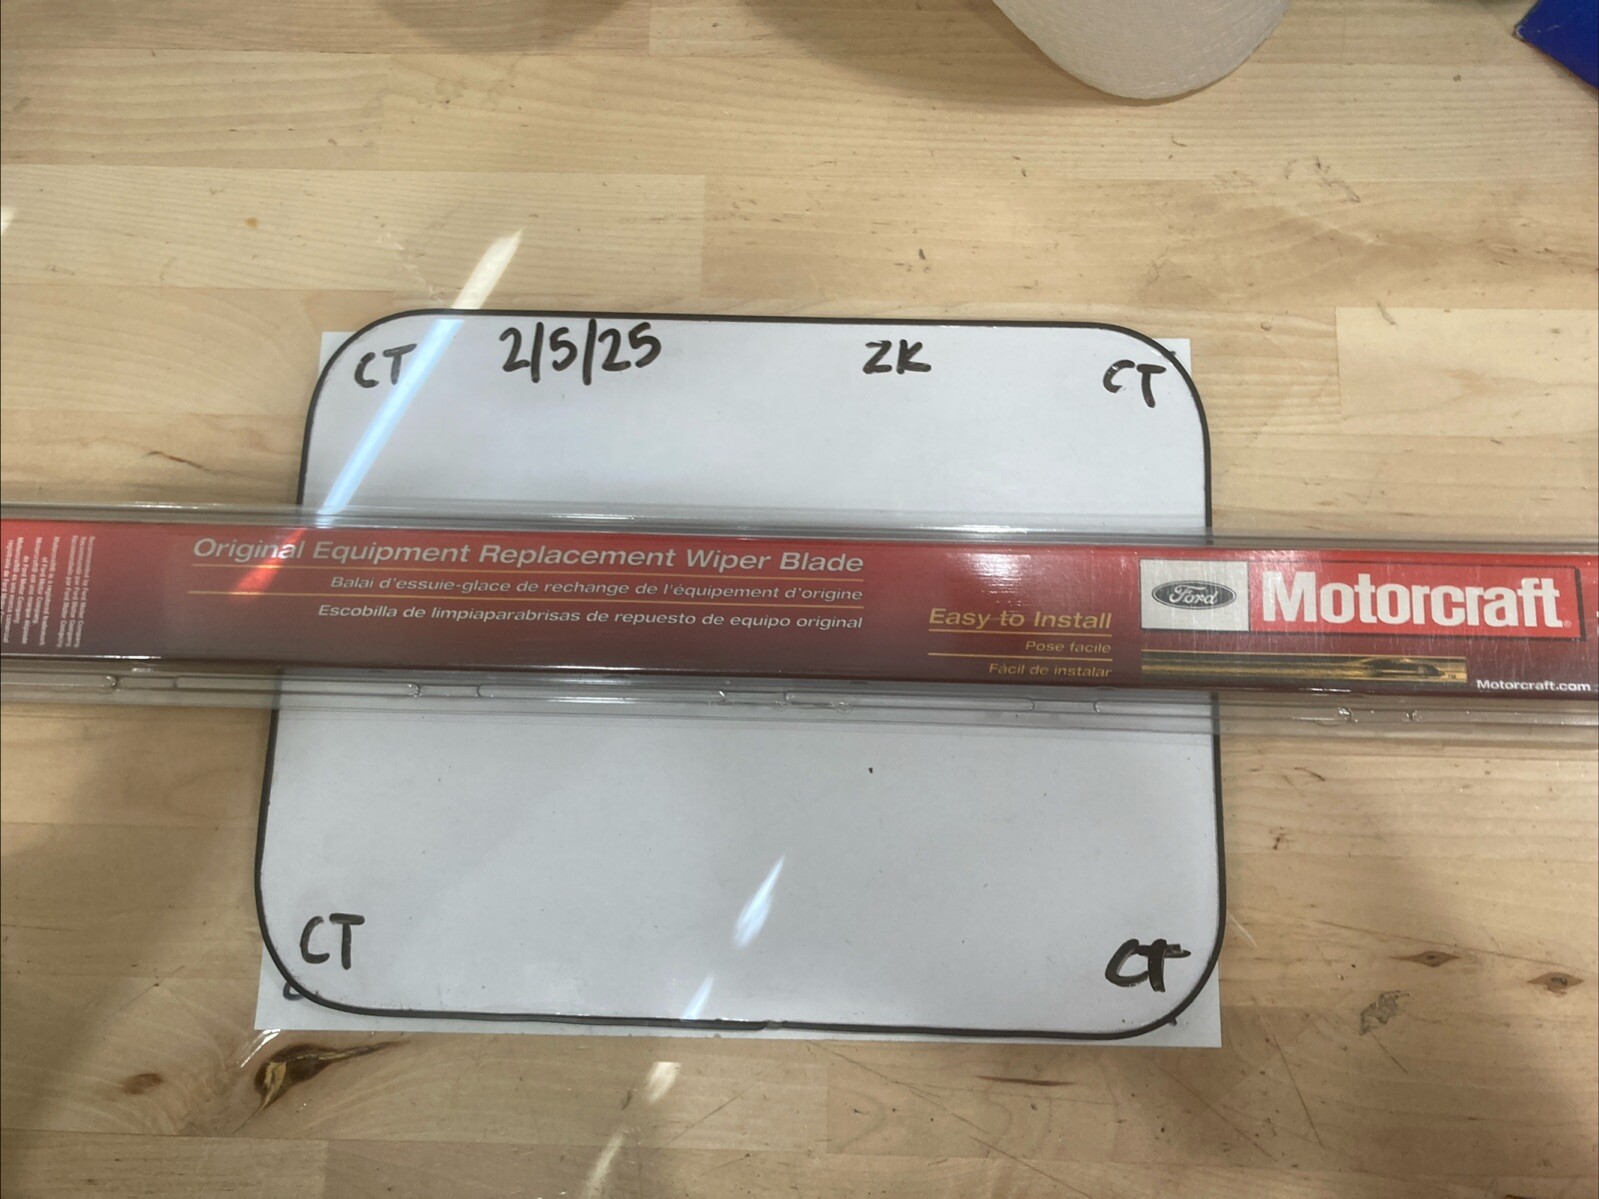 CT 2/5/25 ZK CT
Original Equipment Replacement Wiper Blade
Balai d'essuie-glace de rechange de l'équipement d'origine
Escobilla de limpiaparabrisas de repuesto de equipo original
Easy to Install
Pose facile
Fácil de instalar
Ford
Motorcraft®
Motorcraft.com
CT CT